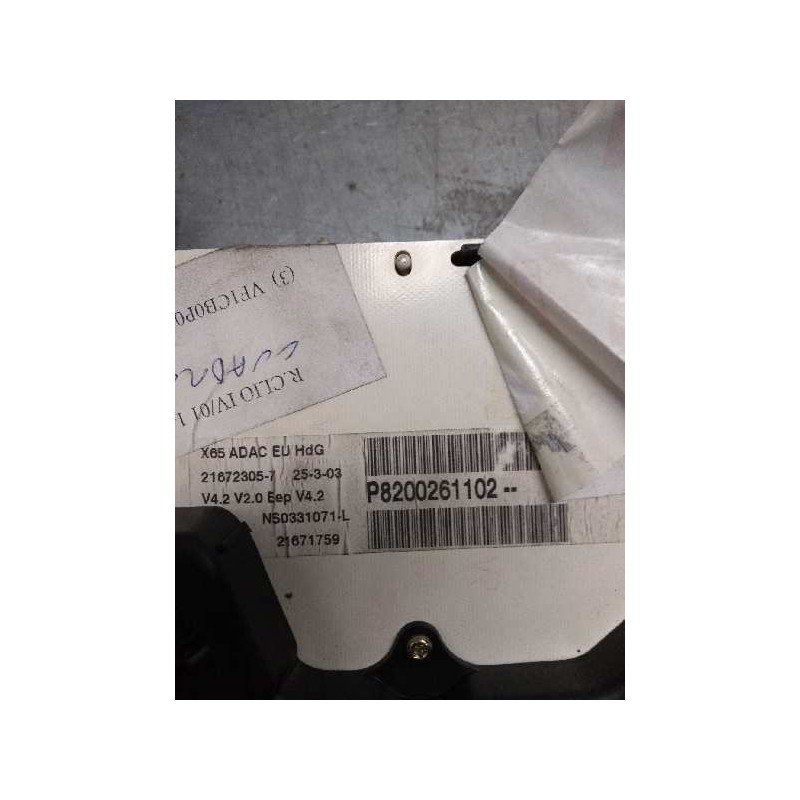 (3) VF1CB0P0
R.CLIO IV/01 1
X65 ADAC EU HdG
21672305-7 25-3-03
V4.2 V2.0 Eep V4.2
NS0331071-L
21671759
P8200261102 --